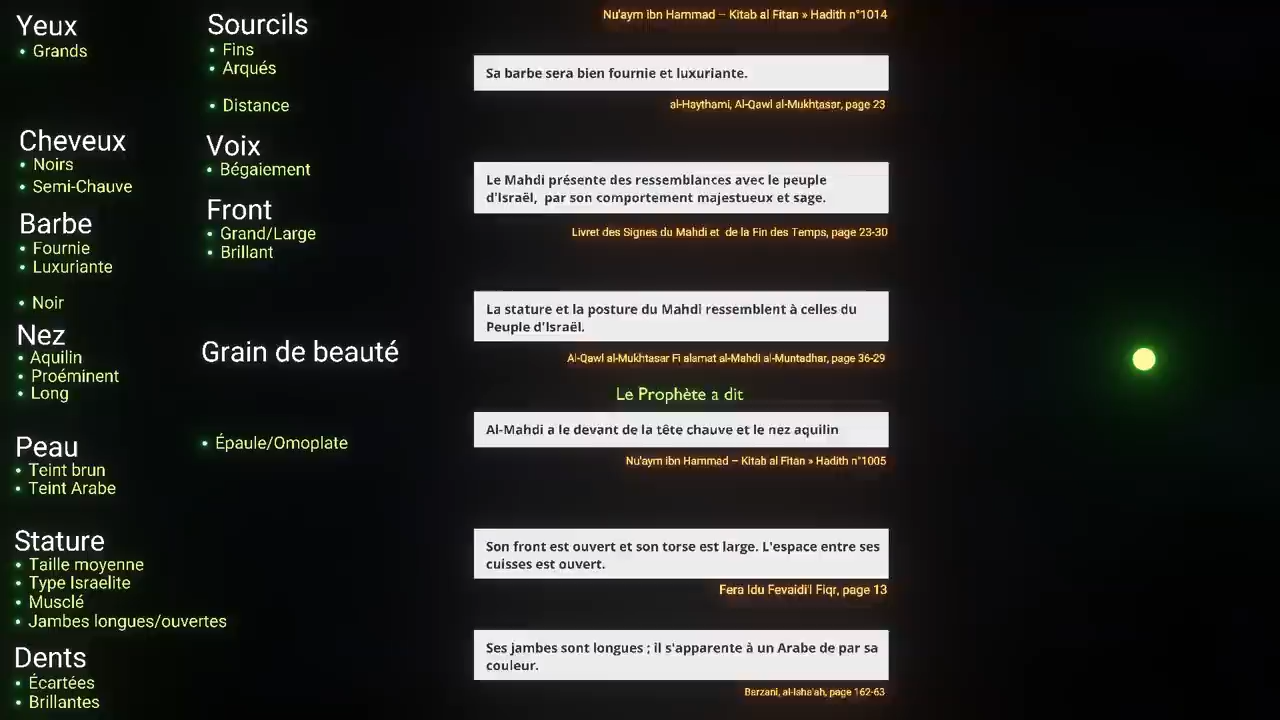 Yeux
• Grands
Cheveux
• Noirs
• Semi-Chauve
Barbe
• Fournie
• Luxuriante
• Noir
Nez
• Aquilin
• Proéminent
• Long
Peau
• Teint brun
• Teint Arabe
Stature
• Taille moyenne
• Type Israelite
• Musclé
• Jambes longues/ouvertes
Dents
• Écartées
• Brillantes
Sourcils
• Fins
• Arqués
• Distance
Voix
• Bégaiement
Front
• Grand/Large
• Brillant
Grain de beauté
• Épaule/Omoplate
Nu'aym ibn Hammad – Kitab al Fitan » Hadith n°1014
Sa barbe sera bien fournie et luxuriante.
al-Haythami, Al-Qawl al-Mukhtasar, page 23
Le Mahdi présente des ressemblances avec le peuple
d'Israël, par son comportement majestueux et sage.
Livret des Signes du Mahdi et de la Fin des Temps, page 23-30
La stature et la posture du Mahdi ressemblent à celles du
Peuple d'Israël.
Al-Qawl al-Mukhtasar Fi alamat al-Mahdi al-Muntadhar, page 36-29
Le Prophète a dit
Al-Mahdi a le devant de la tête chauve et le nez aquilin
Nu'aym ibn Hammad – Kitab al Fitan » Hadith n°1005
Son front est ouvert et son torse est large. L'espace entre ses
cuisses est ouvert.
Fera Idu Fevaidi'l Fiqr, page 13
Ses jambes sont longues ; il s'apparente à un Arabe de par sa
couleur.
Barzani, al-Isha'ah, page 162-63